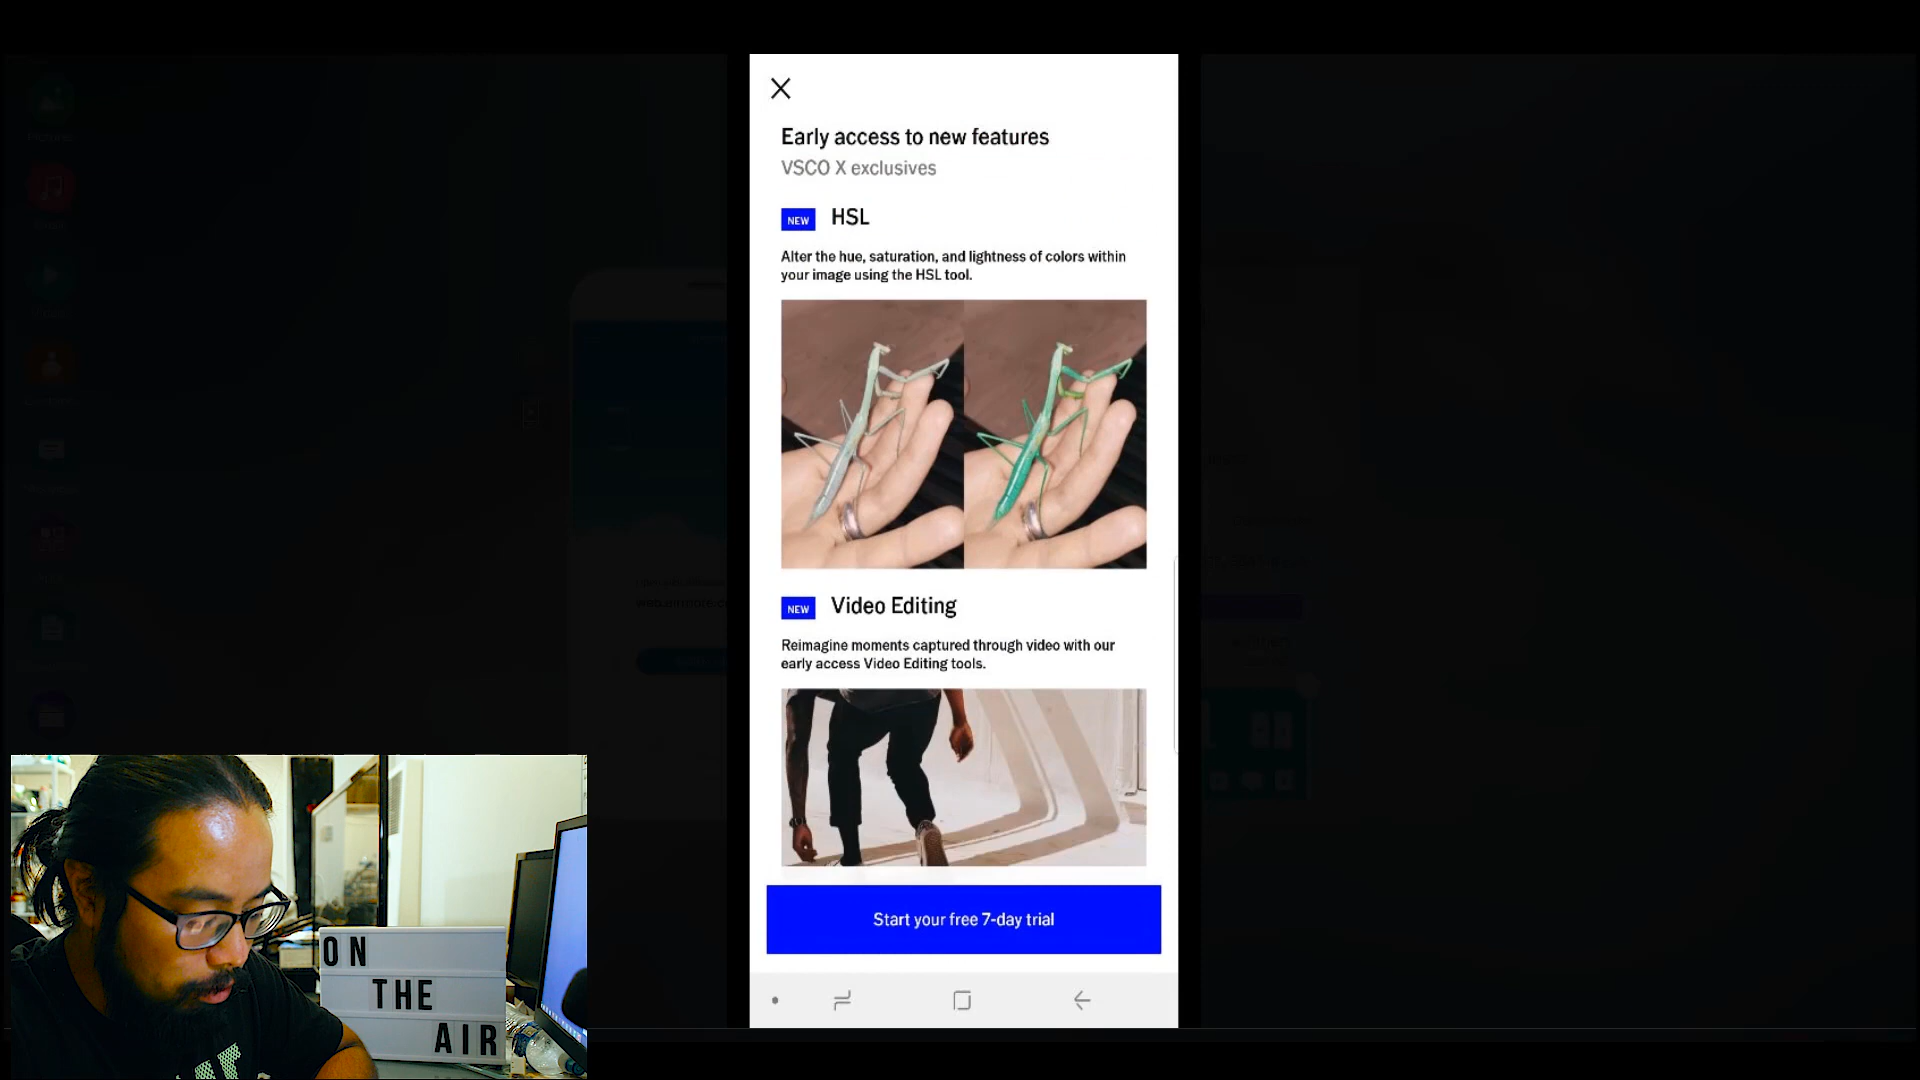 Early access to new features
VSCO X exclusives
NEW HSL
Alter the hue, saturation, and lightness of colors within
your image using the HSL tool.
NEW Video Editing
Reimagine moments captured through video with our
early access Video Editing tools.
Start your free 7-day trial
ON
THE
AIR